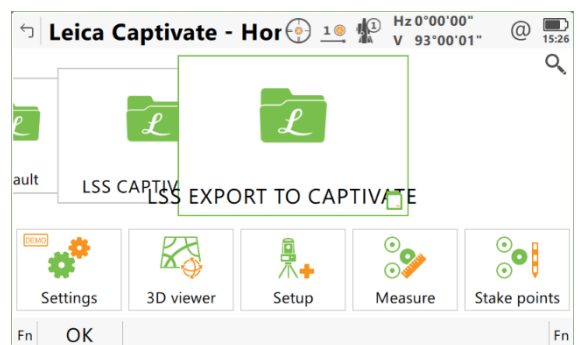 Leica Captivate - Hor
1
1
Hz 0°00'00"
V 93°00'01"
@
15:26
ault
LSS CAPTIV
LSS EXPORT TO CAPTIVATE
DEMO
Settings
3D viewer
Setup
Measure
Stake points
Fn
OK
Fn